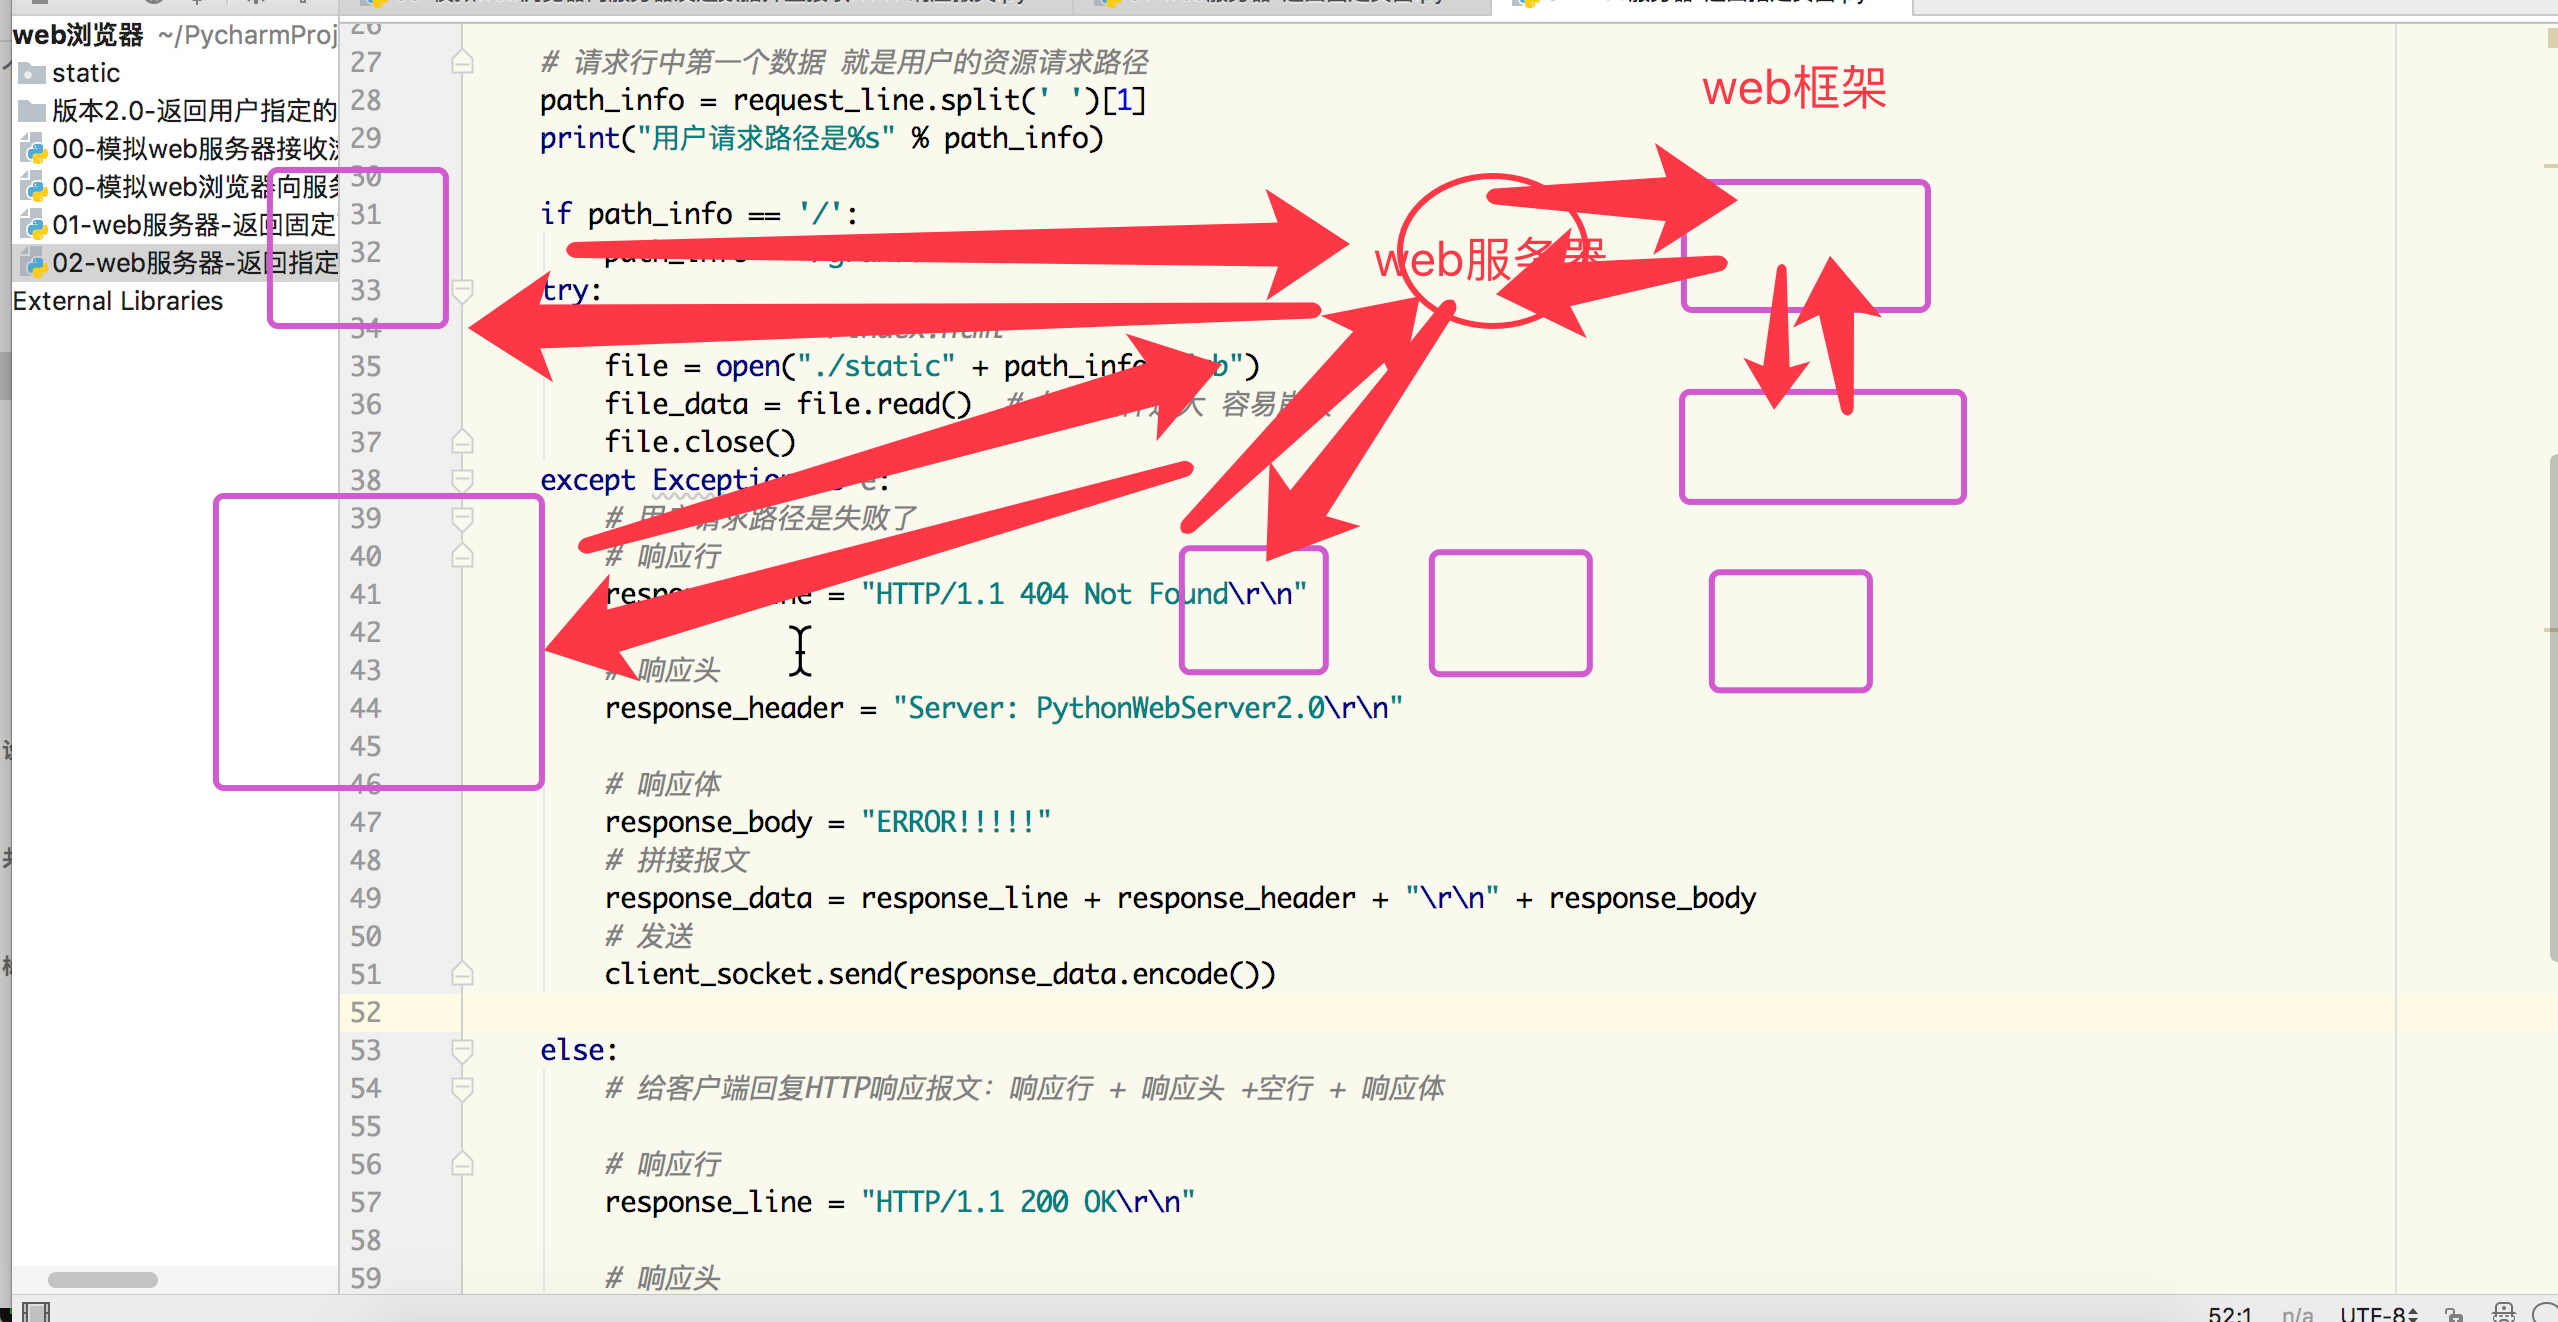 web浏览器 ~/PycharmProj
static
版本2.0-返回用户指定的
00-模拟web服务器接收
00-模拟web浏览器向服务
01-web服务器-返回固定
02-web服务器-返回指定
External Libraries
web框架
web服务器
26
27 # 请求行中第一个数据 就是用户的资源请求路径
28 path_info = request_line.split(' ')[1]
29 print("用户请求路径是%s" % path_info)
30
31 if path_info == '/':
32 path_info
33 try:
34
35 file = open("./static" + path_info
36 file_data = file.read() # 大 容易
37 file.close()
38 except Exception e:
39 # 用户请求路径是失败了
40 # 响应行
41 response_line = "HTTP/1.1 404 Not Found\r\n"
42
43 # 响应头
44 response_header = "Server: PythonWebServer2.0\r\n"
45
46 # 响应体
47 response_body = "ERROR!!!!!"
48 # 拼接报文
49 response_data = response_line + response_header + "\r\n" + response_body
50 # 发送
51 client_socket.send(response_data.encode())
52
53 else:
54 # 给客户端回复HTTP响应报文: 响应行 + 响应头 +空行 + 响应体
55
56 # 响应行
57 response_line = "HTTP/1.1 200 OK\r\n"
58
59 # 响应头
52:1 n/a UTF-8